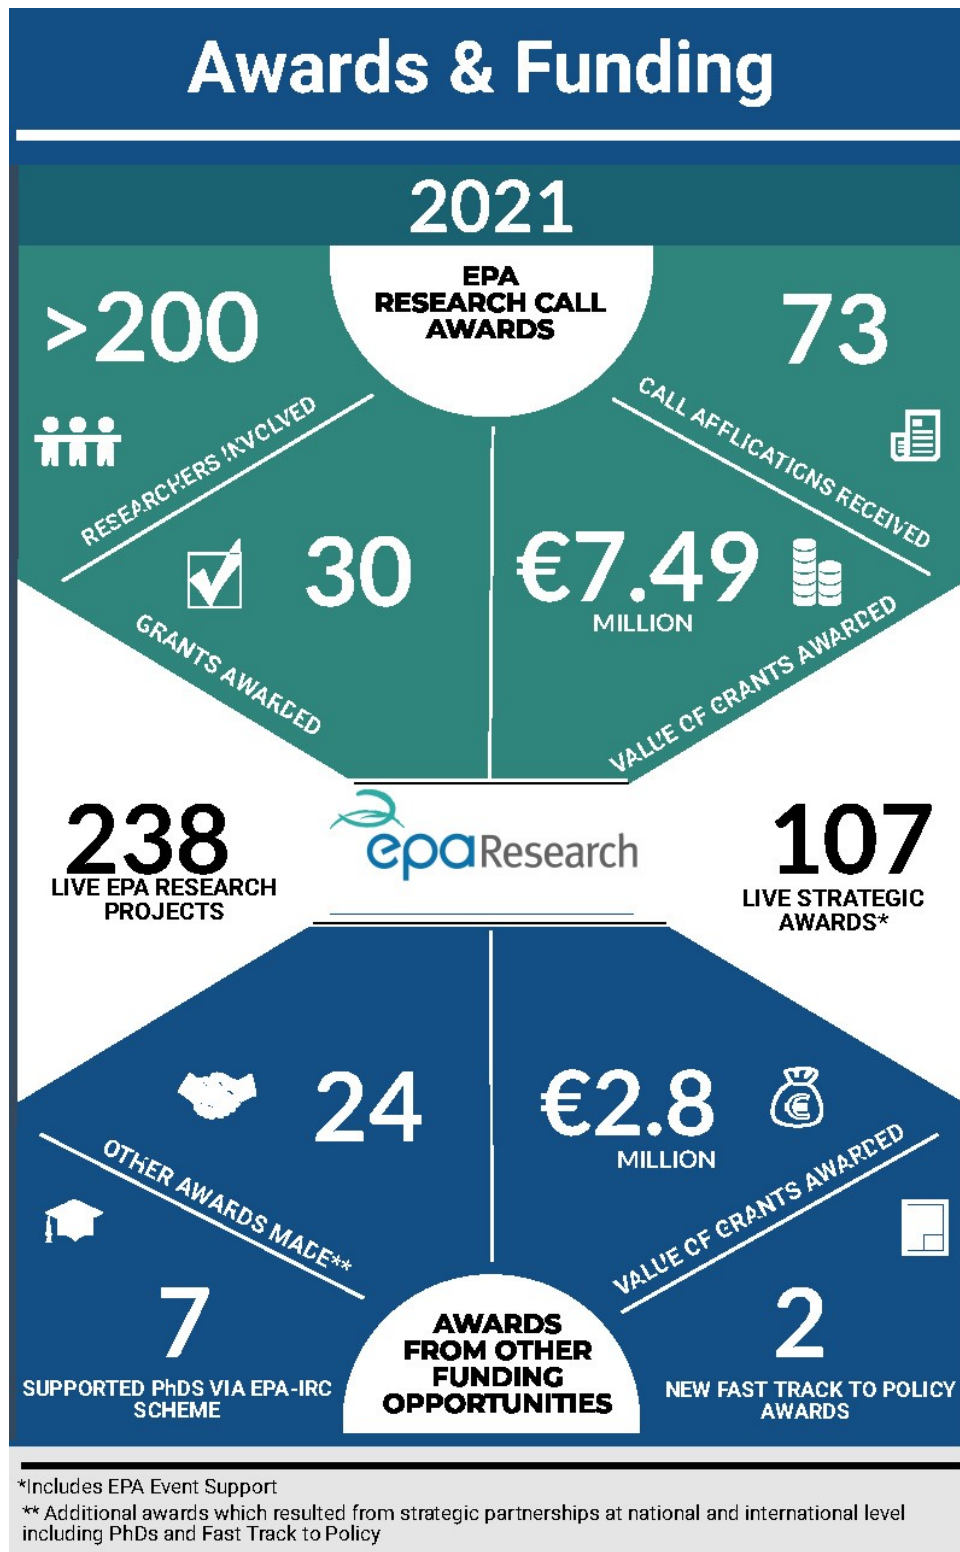 Awards & Funding
2021
EPA
RESEARCH CALL
AWARDS
>200
RESEARCHERS INVOLVED
73
CALL APPLICATIONS RECEIVED
30
GRANTS AWARDED
€7.49
MILLION
VALUE OF GRANTS AWARDED
238
LIVE EPA RESEARCH
PROJECTS
epa Research
107
LIVE STRATEGIC
AWARDS*
24
OTHER AWARDS MADE**
€2.8
MILLION
VALUE OF GRANTS AWARDED
7
SUPPORTED PhDS VIA EPA-IRC
SCHEME
AWARDS
FROM OTHER
FUNDING
OPPORTUNITIES
2
NEW FAST TRACK TO POLICY
AWARDS
*Includes EPA Event Support
** Additional awards which resulted from strategic partnerships at national and international level
including PhDs and Fast Track to Policy